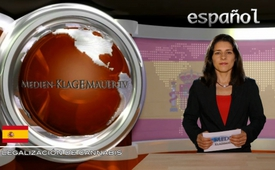 español
MEDIEN-KLAGEMAUER.TV
LEGALIZACIÓN DE CANNABIS